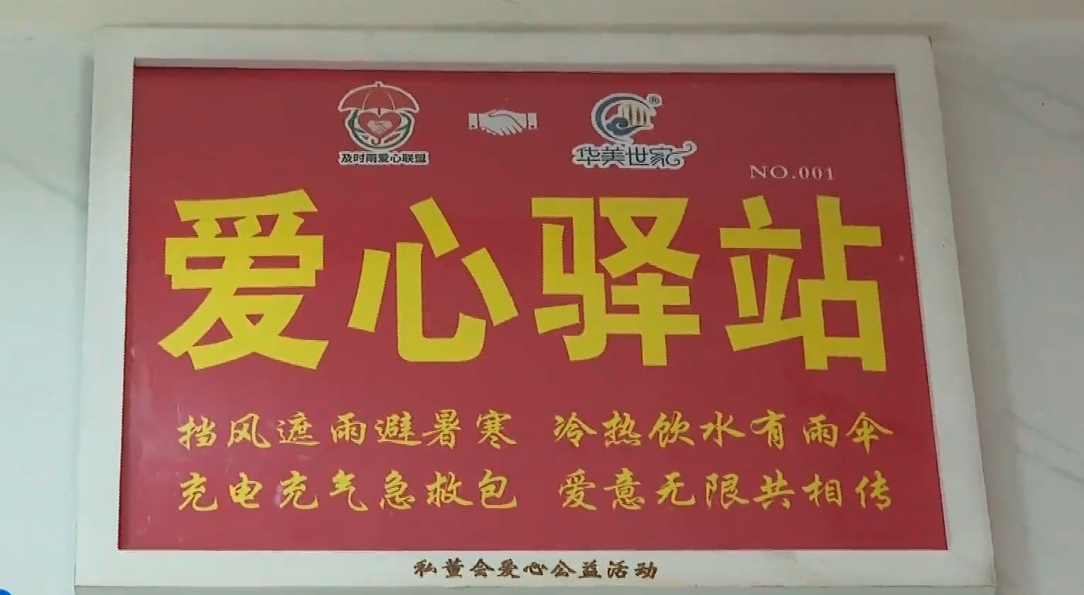 及时雨爱心联盟
华美世家®
NO.001
爱心驿站
挡风遮雨避暑寒 冷热饮水有雨伞
充电充气急救包 爱意无限共相传
私董会爱心公益活动